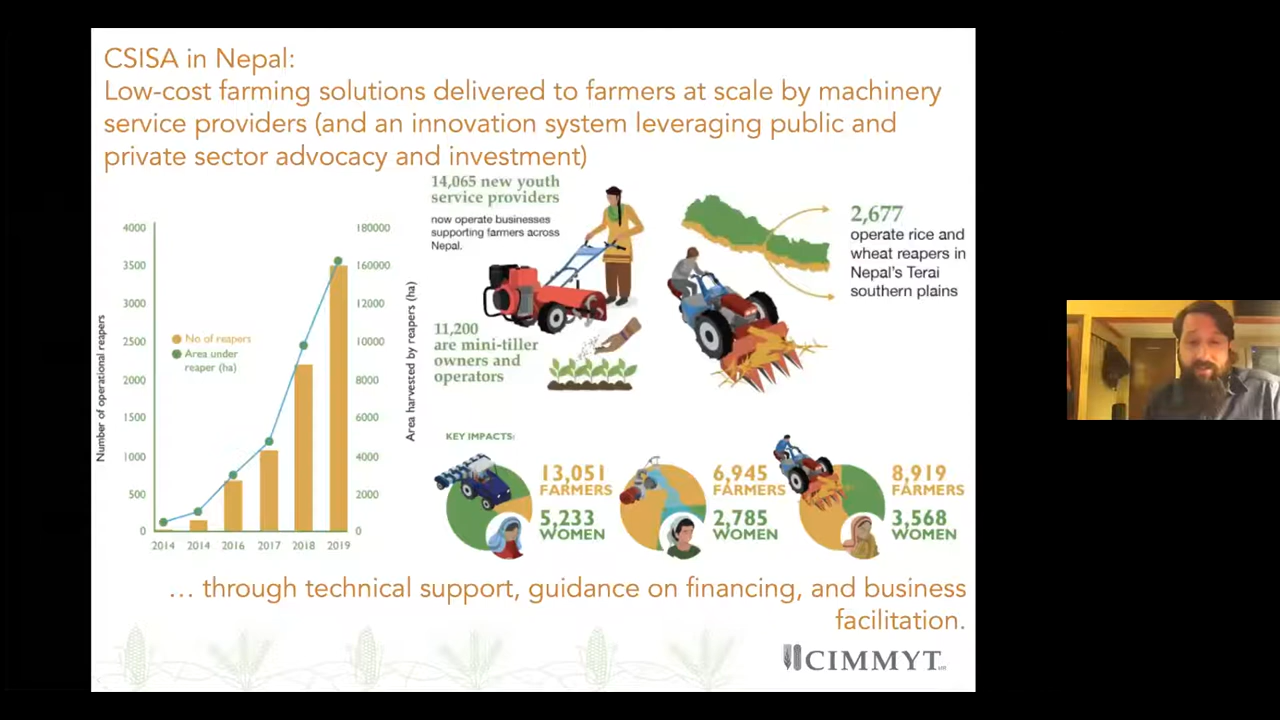 CSISA in Nepal:
Low-cost farming solutions delivered to farmers at scale by machinery
service providers (and an innovation system leveraging public and
private sector advocacy and investment)
14,065 new youth
service providers
now operate businesses
supporting farmers across
Nepal.
2,677
operate rice and
wheat reapers in
Nepal's Terai
southern plains
11,200
are mini-tiller
owners and
operators
Number of operational reapers
4000
3500
3000
2500
2000
1500
1000
500
0
No of reapers
Area under
reaper (ha)
180000
160000
12000
10000
8000
6000
4000
2000
0
Area harvested by reapers (ha)
2014 2014 2016 2017 2018 2019
KEY IMPACTS:
13,051
FARMERS
5,233
WOMEN
6,945
FARMERS
2,785
WOMEN
8,919
FARMERS
3,568
WOMEN
... through technical support, guidance on financing, and business
facilitation.
CIMMYT